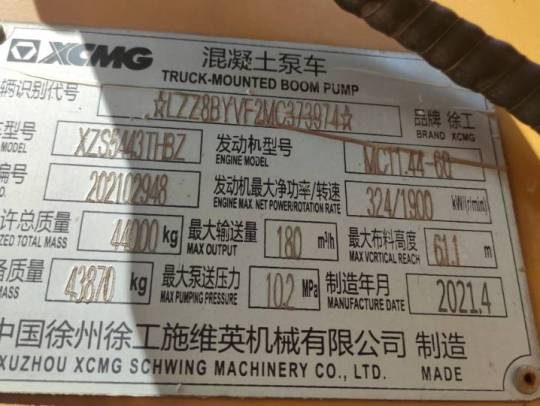 XCMG 混凝土泵车
TRUCK-MOUNTED BOOM PUMP
辆识别代号 ☆LZZ8BYVF2MC373974☆ 品牌 徐工
BRAND XCMG
车型号 XZS5443THBZ 发动机型号 MC11.44-60
ENGINE MODEL
编号 202102948 发动机最大净功率/转速 324/1900 kW/(r/min)
NO. ENGINE MAX NET POWER/ROTATION RATE
许总质量 44000 kg 最大输送量 180 m³/h 最大布料高度 61.1 m
ZED TOTAL MASS MAX OUTPUT MAX VCRTICAL REACH
备质量 43870 kg 最大泵送压力 10.2 MPa 制造年月 2021.4
MASS MAX PUMPING PRESSURE MANUFACTURE DATE
中国徐州徐工施维英机械有限公司 制造
XUZHOU XCMG SCHWING MACHINERY CO., LTD. MADE